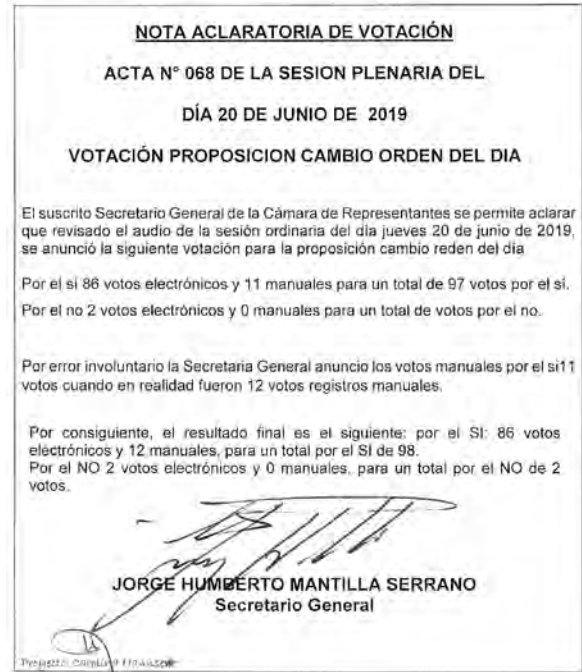 NOTA ACLARATORIA DE VOTACIÓN
ACTA N° 068 DE LA SESION PLENARIA DEL
DÍA 20 DE JUNIO DE 2019
VOTACIÓN PROPOSICION CAMBIO ORDEN DEL DIA
El suscrito Secretario General de la Cámara de Representantes se permite aclarar
que revisado el audio de la sesión ordinaria del día jueves 20 de junio de 2019,
se anunció la siguiente votación para la proposición cambio reden del día
Por el si 86 votos electrónicos y 11 manuales para un total de 97 votos por el si.
Por el no 2 votos electrónicos y 0 manuales para un total de votos por el no.
Por error involuntario la Secretaria General anuncio los votos manuales por el si11
votos cuando en realidad fueron 12 votos registros manuales.
Por consiguiente, el resultado final es el siguiente: por el SI: 86 votos
electrónicos y 12 manuales, para un total por el SI de 98.
Por el NO 2 votos electrónicos y 0 manuales, para un total por el NO de 2
votos.
JORGE HUMBERTO MANTILLA SERRANO
Secretario General